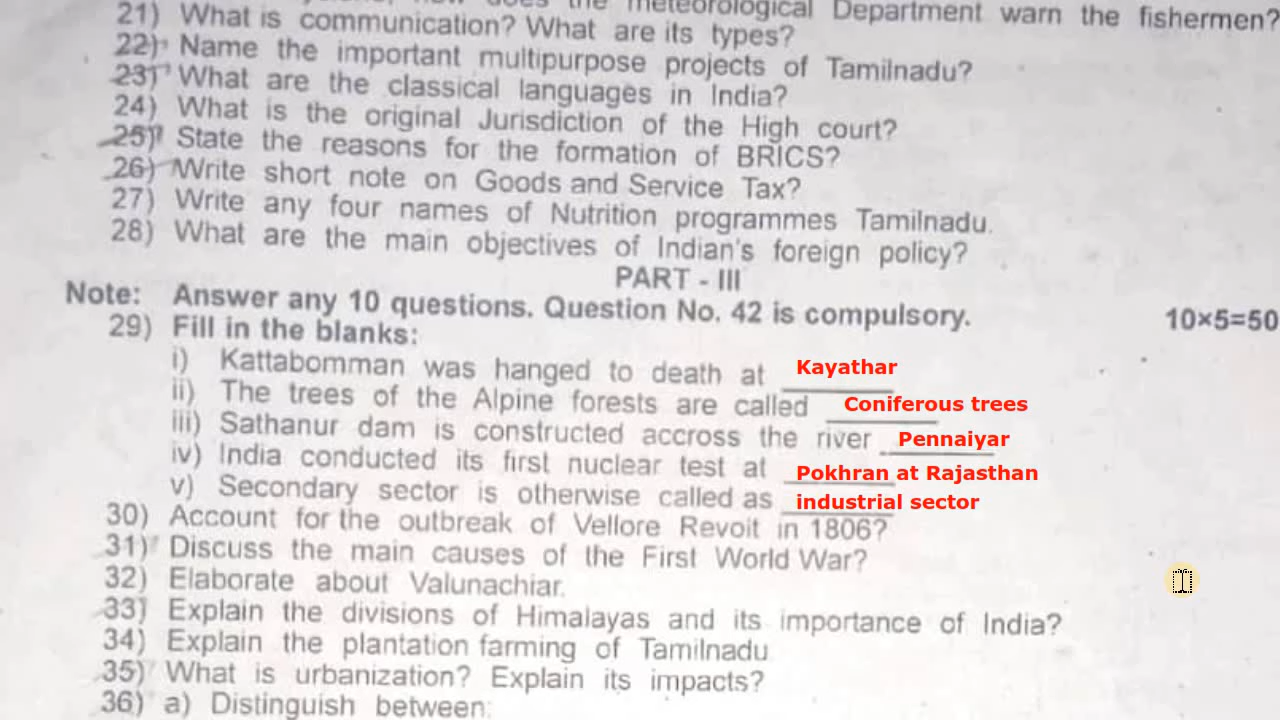 does the meteorological Department warn the fishermen?
21) What is communication? What are its types?
22) Name the important multipurpose projects of Tamilnadu?
23) What are the classical languages in India?
24) What is the original Jurisdiction of the High court?
25) State the reasons for the formation of BRICS?
26) Write short note on Goods and Service Tax?
27) Write any four names of Nutrition programmes Tamilnadu.
28) What are the main objectives of Indian's foreign policy?
PART - III
Note: Answer any 10 questions. Question No. 42 is compulsory. 10×5=50
29) Fill in the blanks:
i) Kattabomman was hanged to death at Kayathar
ii) The trees of the Alpine forests are called Coniferous trees
iii) Sathanur dam is constructed accross the river Pennaiyar
iv) India conducted its first nuclear test at Pokhran at Rajasthan
v) Secondary sector is otherwise called as industrial sector
30) Account for the outbreak of Vellore Revoit in 1806?
31) Discuss the main causes of the First World War?
32) Elaborate about Valunachiar.
33) Explain the divisions of Himalayas and its importance of India?
34) Explain the plantation farming of Tamilnadu
35) What is urbanization? Explain its impacts?
36) a) Distinguish between: